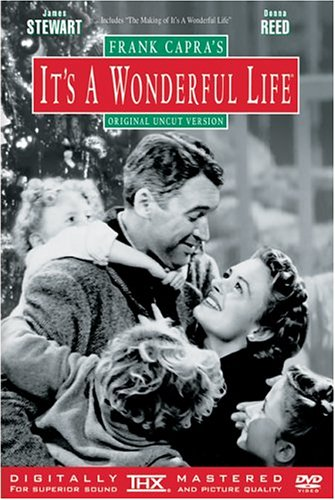 Includes "The Making of It's A Wonderful Life"
James
STEWART
Donna
REED
FRANK CAPRA'S
IT'S A WONDERFUL LIFE™
ORIGINAL UNCUT VERSION
DIGITALLY THX MASTERED
FOR SUPERIOR SOUND AND PICTURE QUALITY
DVD
VIDEO